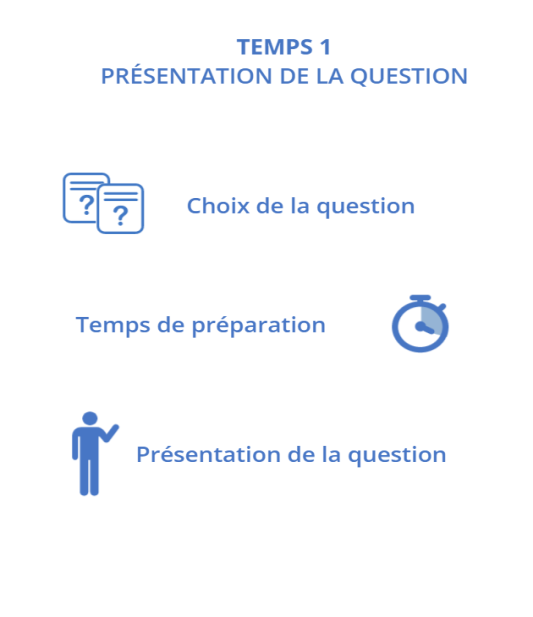 TEMPS 1
PRÉSENTATION DE LA QUESTION
? ?
Choix de la question
Temps de préparation
Présentation de la question